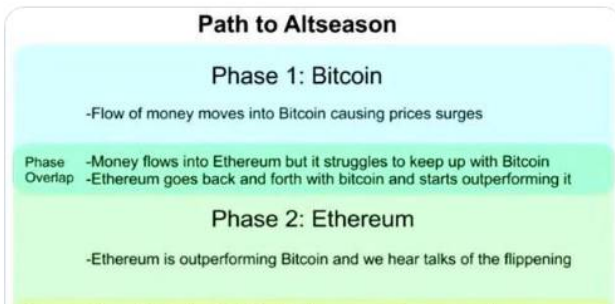 Path to Altseason
Phase 1: Bitcoin
-Flow of money moves into Bitcoin causing prices surges
Phase Overlap
-Money flows into Ethereum but it struggles to keep up with Bitcoin
-Ethereum goes back and forth with bitcoin and starts outperforming it
Phase 2: Ethereum
-Ethereum is outperforming Bitcoin and we hear talks of the flippening